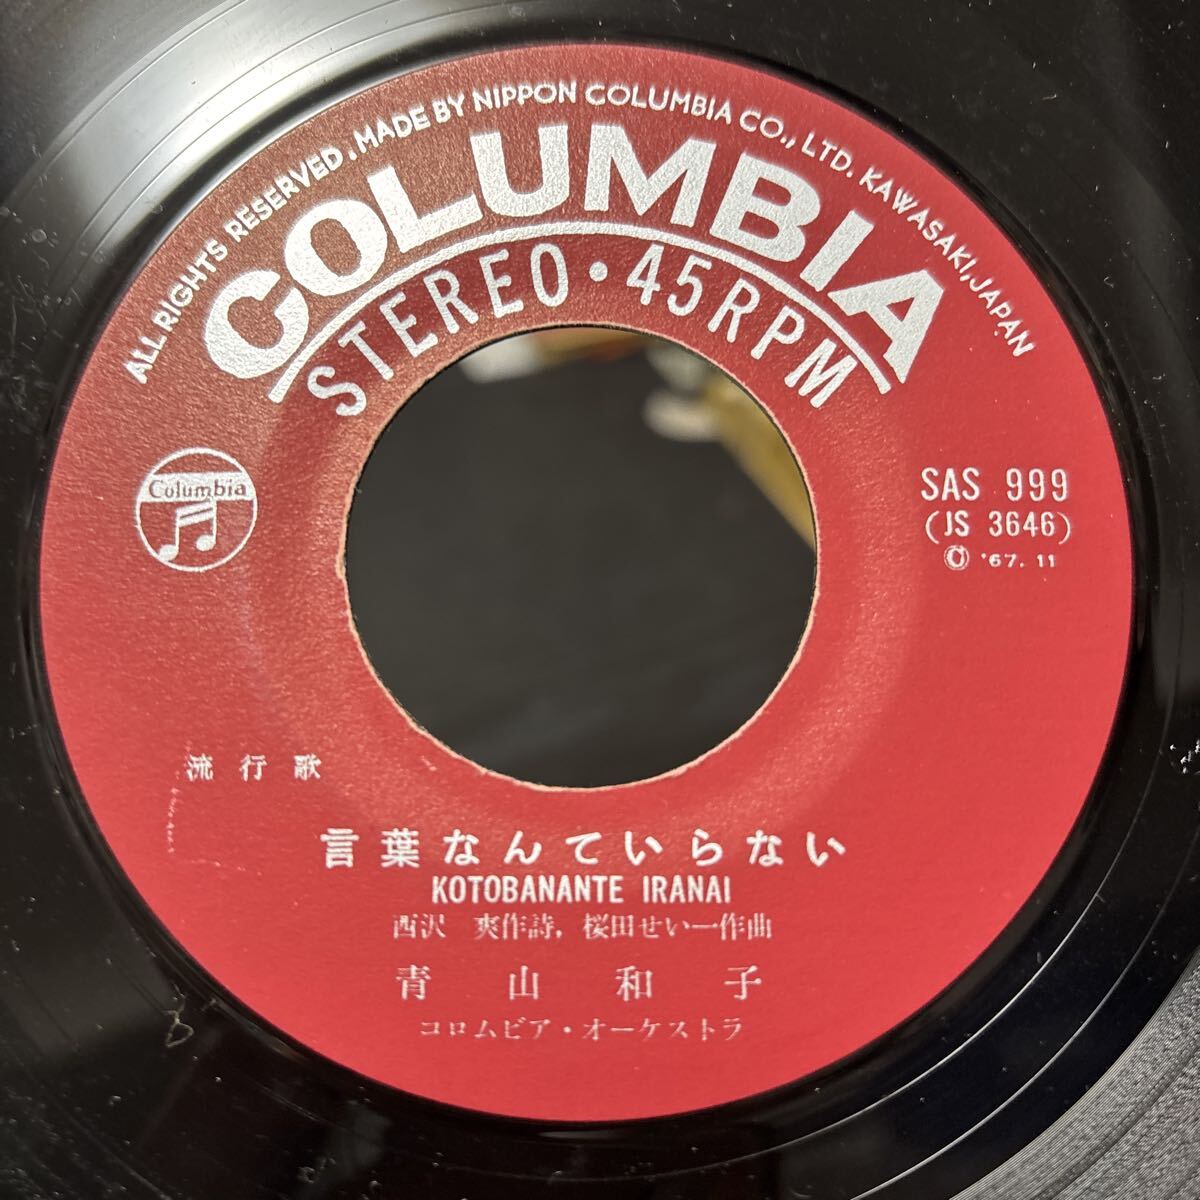 ALL RIGHTS RESERVED. MADE BY NIPPON COLUMBIA CO., LTD. KAWASAKI, JAPAN
COLUMBIA
STEREO・45RPM
Columbia
SAS 999
(JS 3646)
Ⓒ '67. 11
流行歌
言葉なんていらない
KOTOBANANTE IRANAI
西沢 爽作詩, 桜田せい一作曲
青山和子
コロムビア・オーケストラ